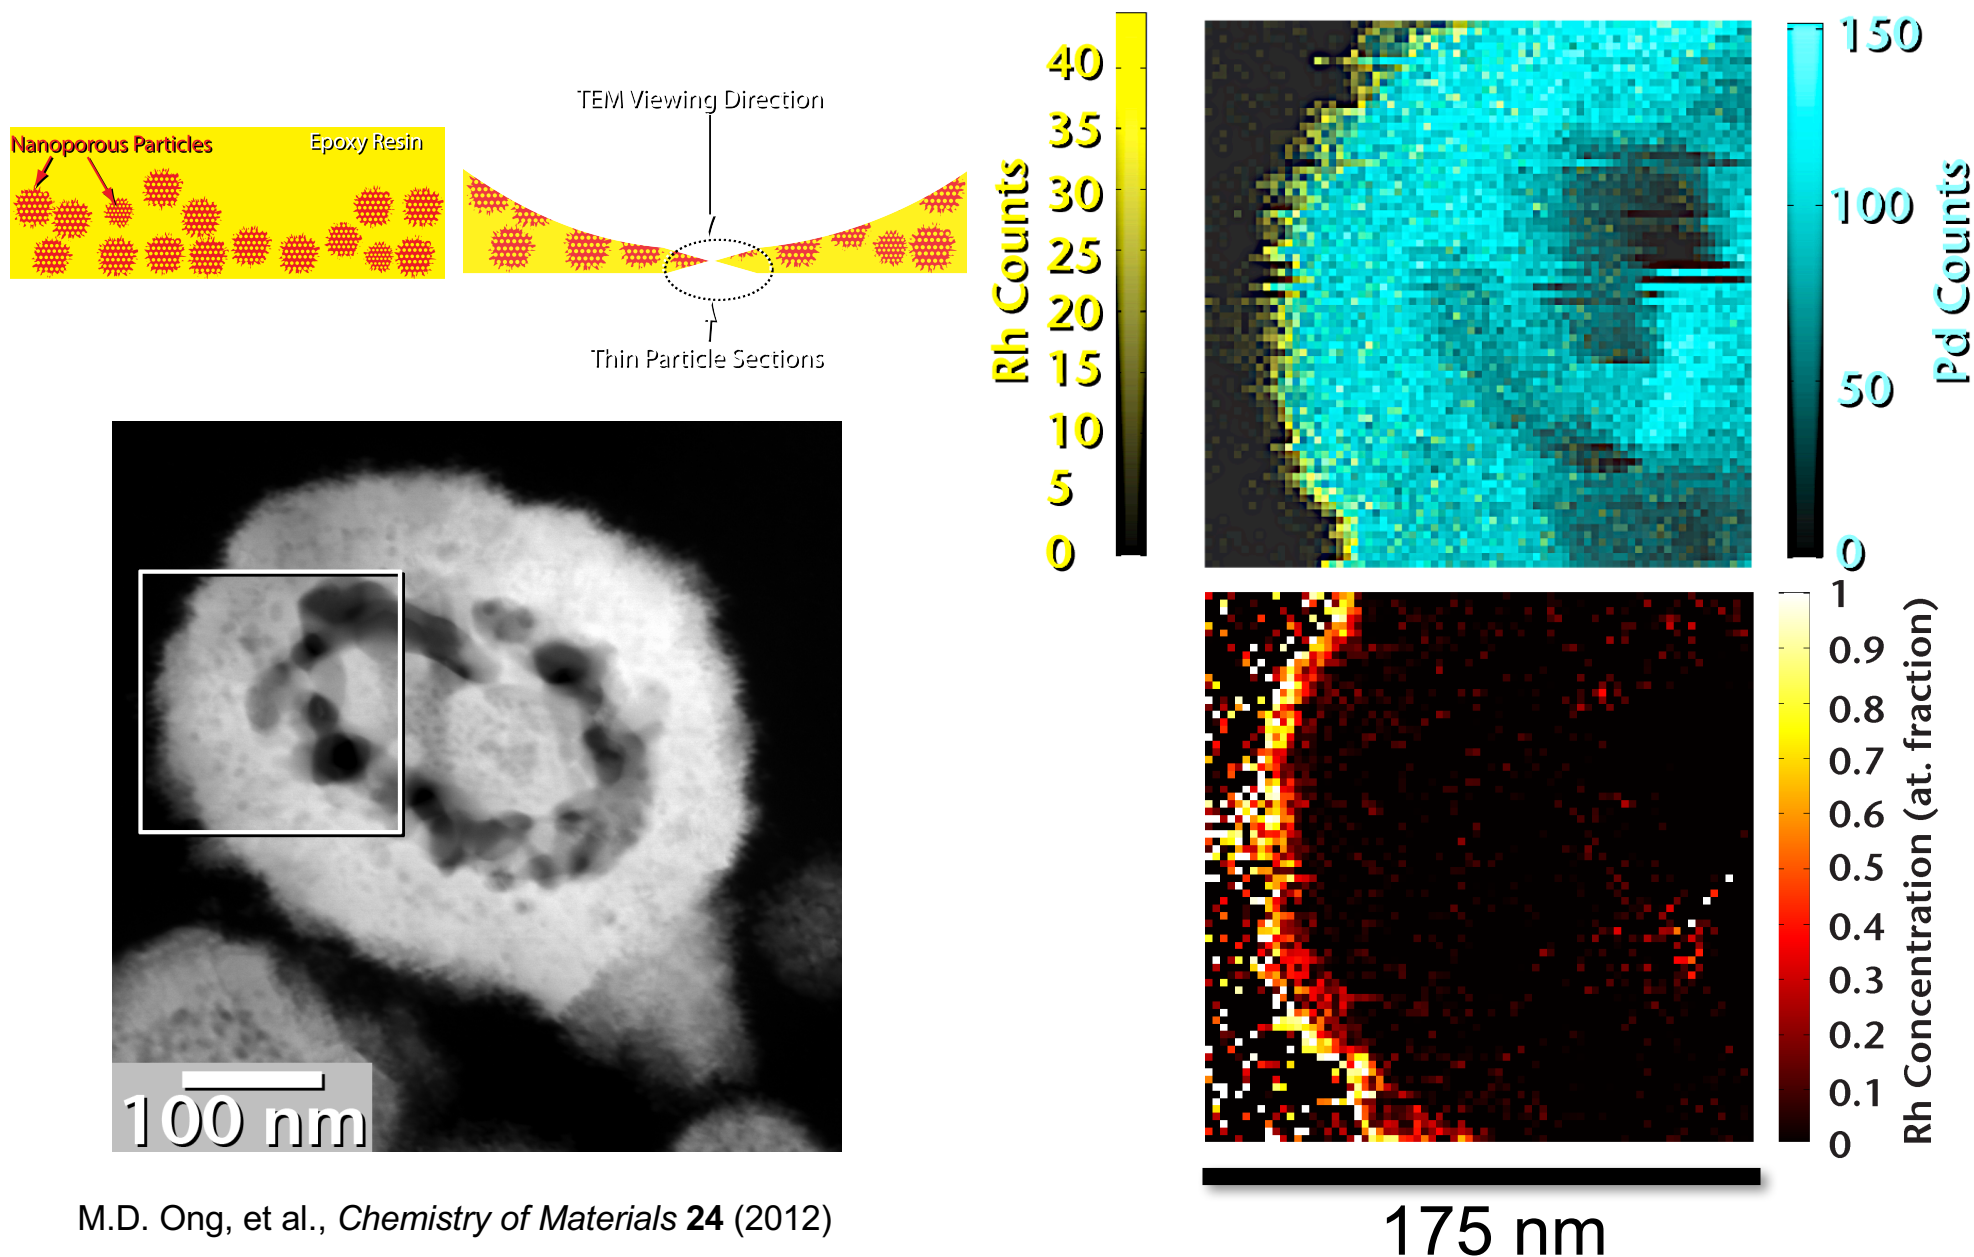 Nanoporous Particles
Epoxy Resin
TEM Viewing Direction
Thin Particle Sections
100 nm
M.D. Ong, et al., Chemistry of Materials 24 (2012)
Rh Counts
40
35
30
25
20
15
10
5
0
150
100
50
0
Pd Counts
1
0.9
0.8
0.7
0.6
0.5
0.4
0.3
0.2
0.1
0
Rh Concentration (at. fraction)
175 nm